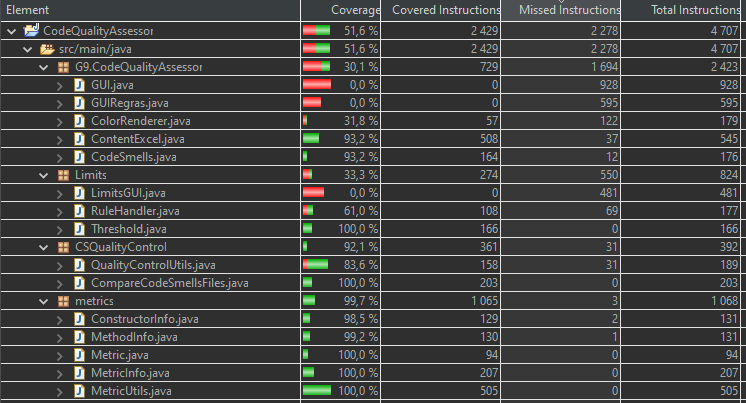 Element Coverage Covered Instructions Missed Instructions Total Instructions
CodeQualityAssessor 51,6 % 2 429 2 278 4 707
src/main/java 51,6 % 2 429 2 278 4 707
G9.CodeQualityAssessor 30,1 % 729 1 694 2 423
GUI.java 0,0 % 0 928 928
GUIRegras.java 0,0 % 0 595 595
ColorRenderer.java 31,8 % 57 122 179
ContentExcel.java 93,2 % 508 37 545
CodeSmells.java 93,2 % 164 12 176
Limits 33,3 % 274 550 824
LimitsGUI.java 0,0 % 0 481 481
RuleHandler.java 61,0 % 108 69 177
Threshold.java 100,0 % 166 0 166
CSQualityControl 92,1 % 361 31 392
QualityControlUtils.java 83,6 % 158 31 189
CompareCodeSmellsFiles.java 100,0 % 203 0 203
metrics 99,7 % 1 065 3 1 068
ConstructorInfo.java 98,5 % 129 2 131
MethodInfo.java 99,2 % 130 1 131
Metric.java 100,0 % 94 0 94
MetricInfo.java 100,0 % 207 0 207
MetricUtils.java 100,0 % 505 0 505